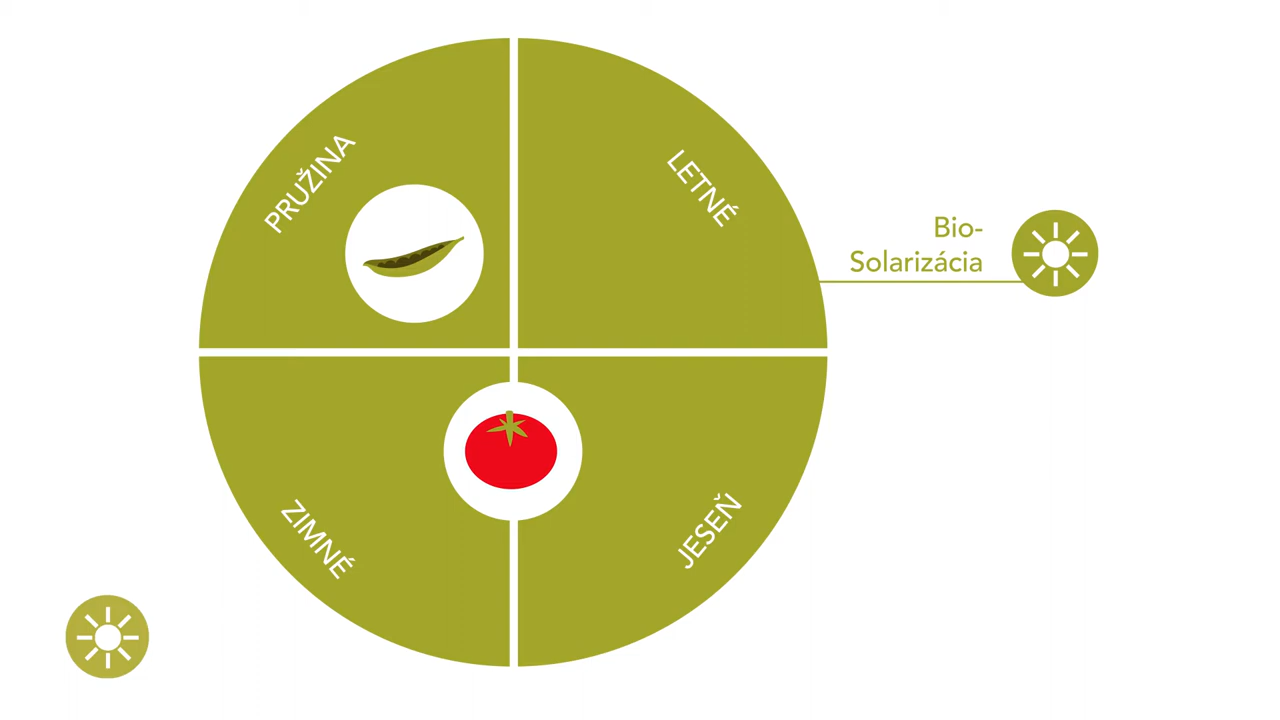 PRUŽINA
LETNÉ
Bio-
Solarizácia
ZIMNÉ
JESEŇ